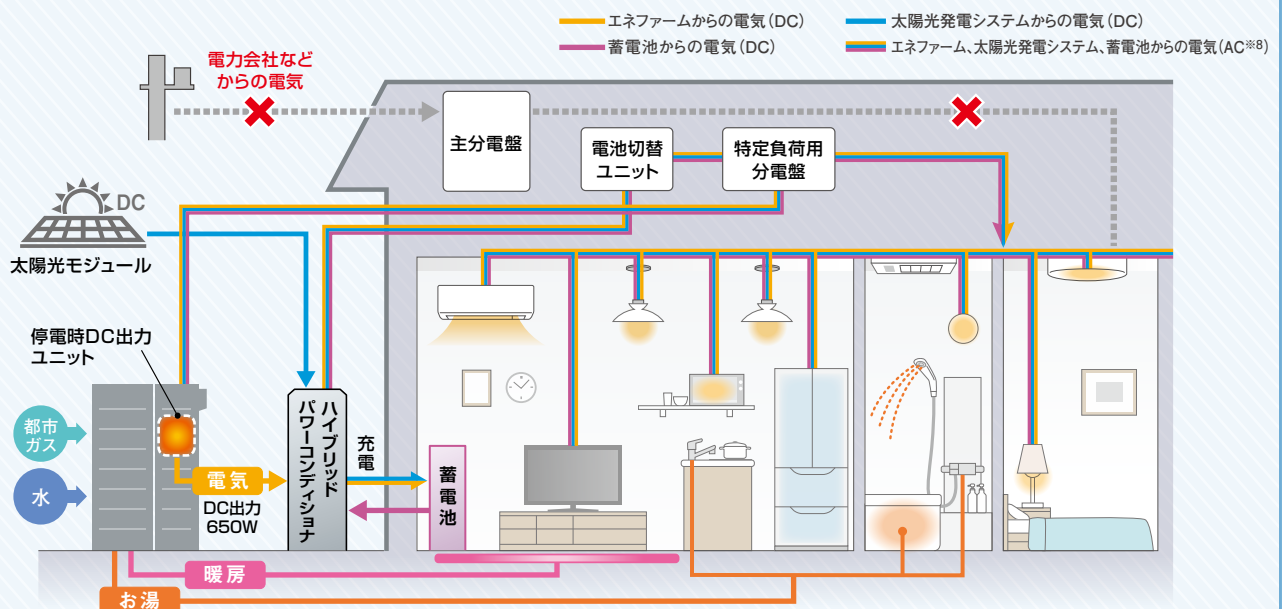 エネファームからの電気(DC)
太陽光発電システムからの電気(DC)
蓄電池からの電気(DC)
エネファーム、太陽光発電システム、蓄電池からの電気(AC※8)
電力会社など
からの電気
主分電盤
電池切替
ユニット
特定負荷用
分電盤
DC
太陽光モジュール
停電時DC出力
ユニット
都市
ガス
水
電気
DC出力
650W
ハイブリッド
パワーコンディショナ
充電
蓄電池
暖房
お湯